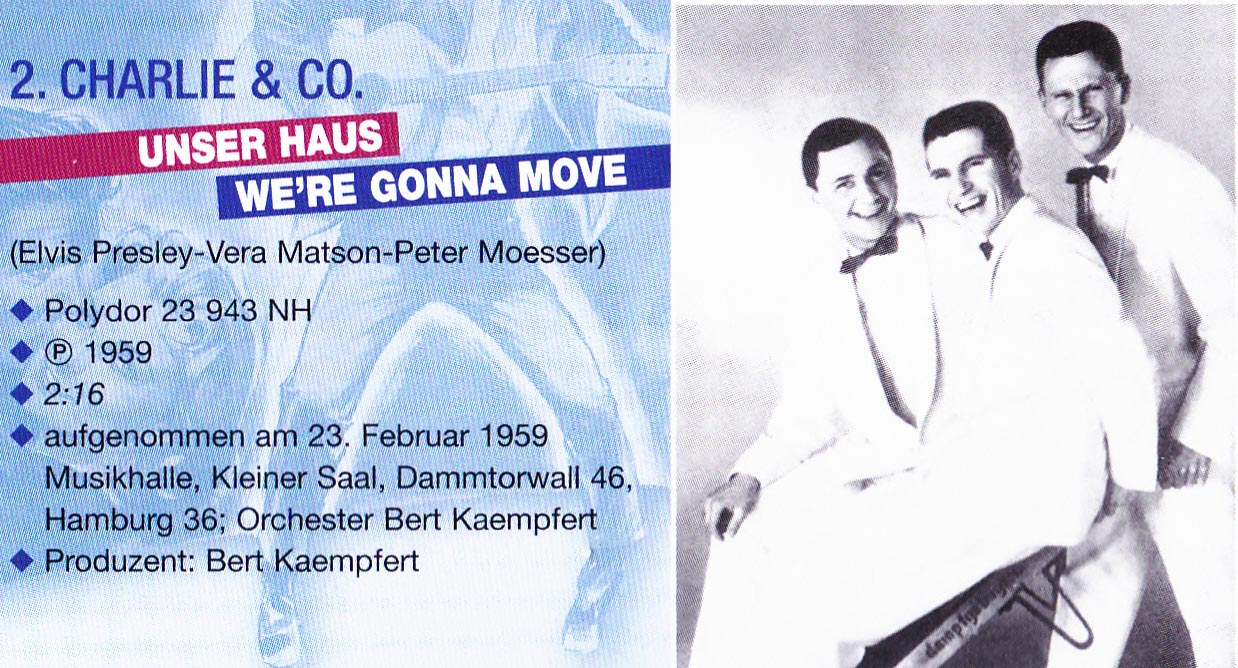 2. CHARLIE & CO.
UNSER HAUS
WE'RE GONNA MOVE
(Elvis Presley-Vera Matson-Peter Moesser)
◆ Polydor 23 943 NH
◆ Ⓟ 1959
◆ 2:16
◆ aufgenommen am 23. Februar 1959
Musikhalle, Kleiner Saal, Dammtorwall 46,
Hamburg 36; Orchester Bert Kaempfert
◆ Produzent: Bert Kaempfert